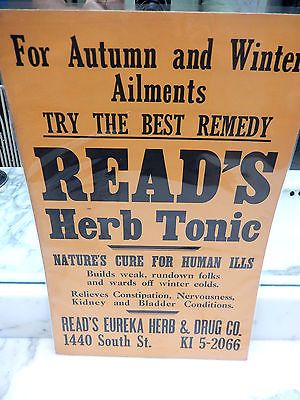 For Autumn and Winter
Ailments
TRY THE BEST REMEDY
READ'S
Herb Tonic
NATURE'S CURE FOR HUMAN ILLS
Builds weak, rundown folks
and wards off winter colds.
Relieves Constipation, Nervousness,
Kidney and Bladder Conditions.
READ'S EUREKA HERB & DRUG CO.
1440 South St. KI 5-2066